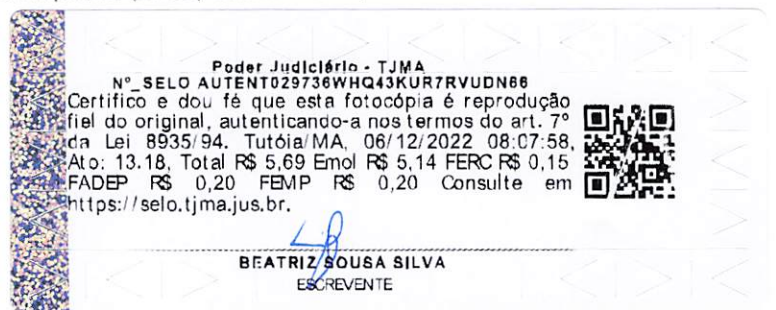 Poder Judiciário - TJMA
Nº_SELO AUTENT029736WHQ43KUR7RVUDN66
Certifico e dou fé que esta fotocópia é reprodução
fiel do original, autenticando-a nos termos do art. 7º
da Lei 8935/94. Tutóia/MA, 06/12/2022 08:07:58,
Ato: 13.18, Total R$ 5,69 Emol R$ 5,14 FERC R$ 0,15
FADEP R$ 0,20 FEMP R$ 0,20 Consulte em
https://selo.tjma.jus.br.
BEATRIZ SOUSA SILVA
ESCREVENTE